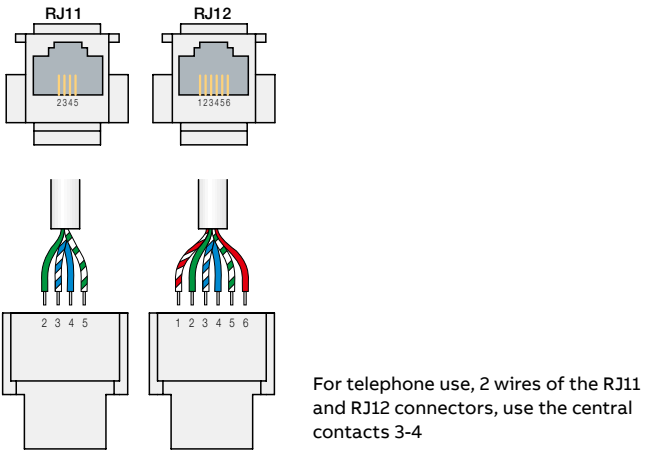 RJ11 RJ12
2345 123456
2 3 4 5 1 2 3 4 5 6
For telephone use, 2 wires of the RJ11
and RJ12 connectors, use the central
contacts 3-4